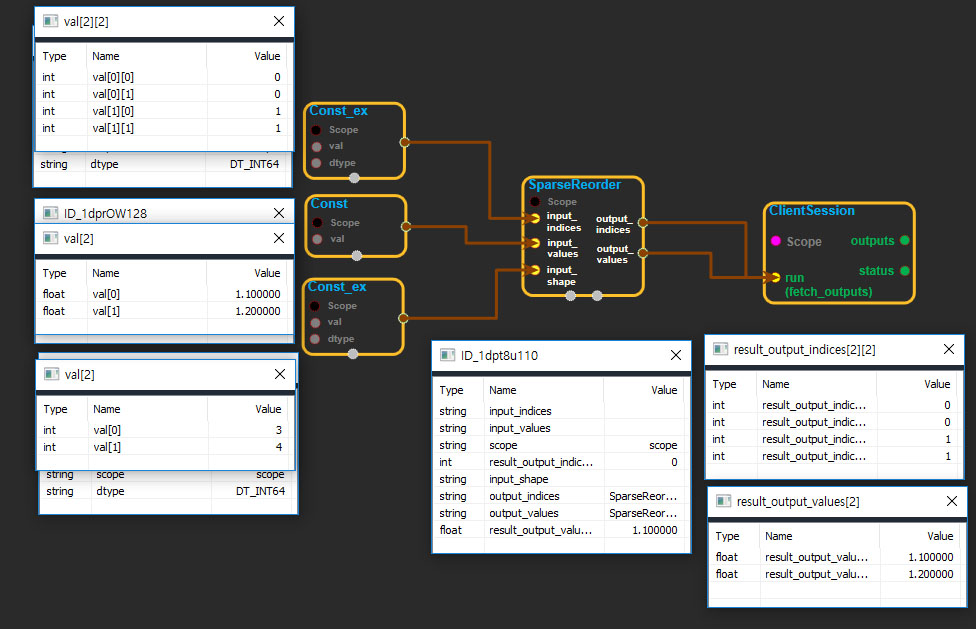 val[2][2]
Type Name Value
int val[0][0] 0
int val[0][1] 0
int val[1][0] 1
int val[1][1] 1
string dtype DT_INT64
ID_1dprOW128
val[2]
Type Name Value
float val[0] 1.100000
float val[1] 1.200000
val[2]
Type Name Value
int val[0] 3
int val[1] 4
string scope scope
string dtype DT_INT64
Const_ex
Scope
val
dtype
Const
Scope
val
Const_ex
Scope
val
dtype
SparseReorder
Scope
input_
indices
input_
values
input_
shape
output_
indices
output_
values
ClientSession
Scope
run
(fetch_outputs)
outputs
status
ID_1dpt8u110
Type Name Value
string input_indices
string input_values
string scope scope
int result_output_indic... 0
string input_shape
string output_indices SparseReor...
string output_values SparseReor...
float result_output_valu... 1.100000
result_output_indices[2][2]
Type Name Value
int result_output_indic... 0
int result_output_indic... 0
int result_output_indic... 1
int result_output_indic... 1
result_output_values[2]
Type Name Value
float result_output_valu... 1.100000
float result_output_valu... 1.200000